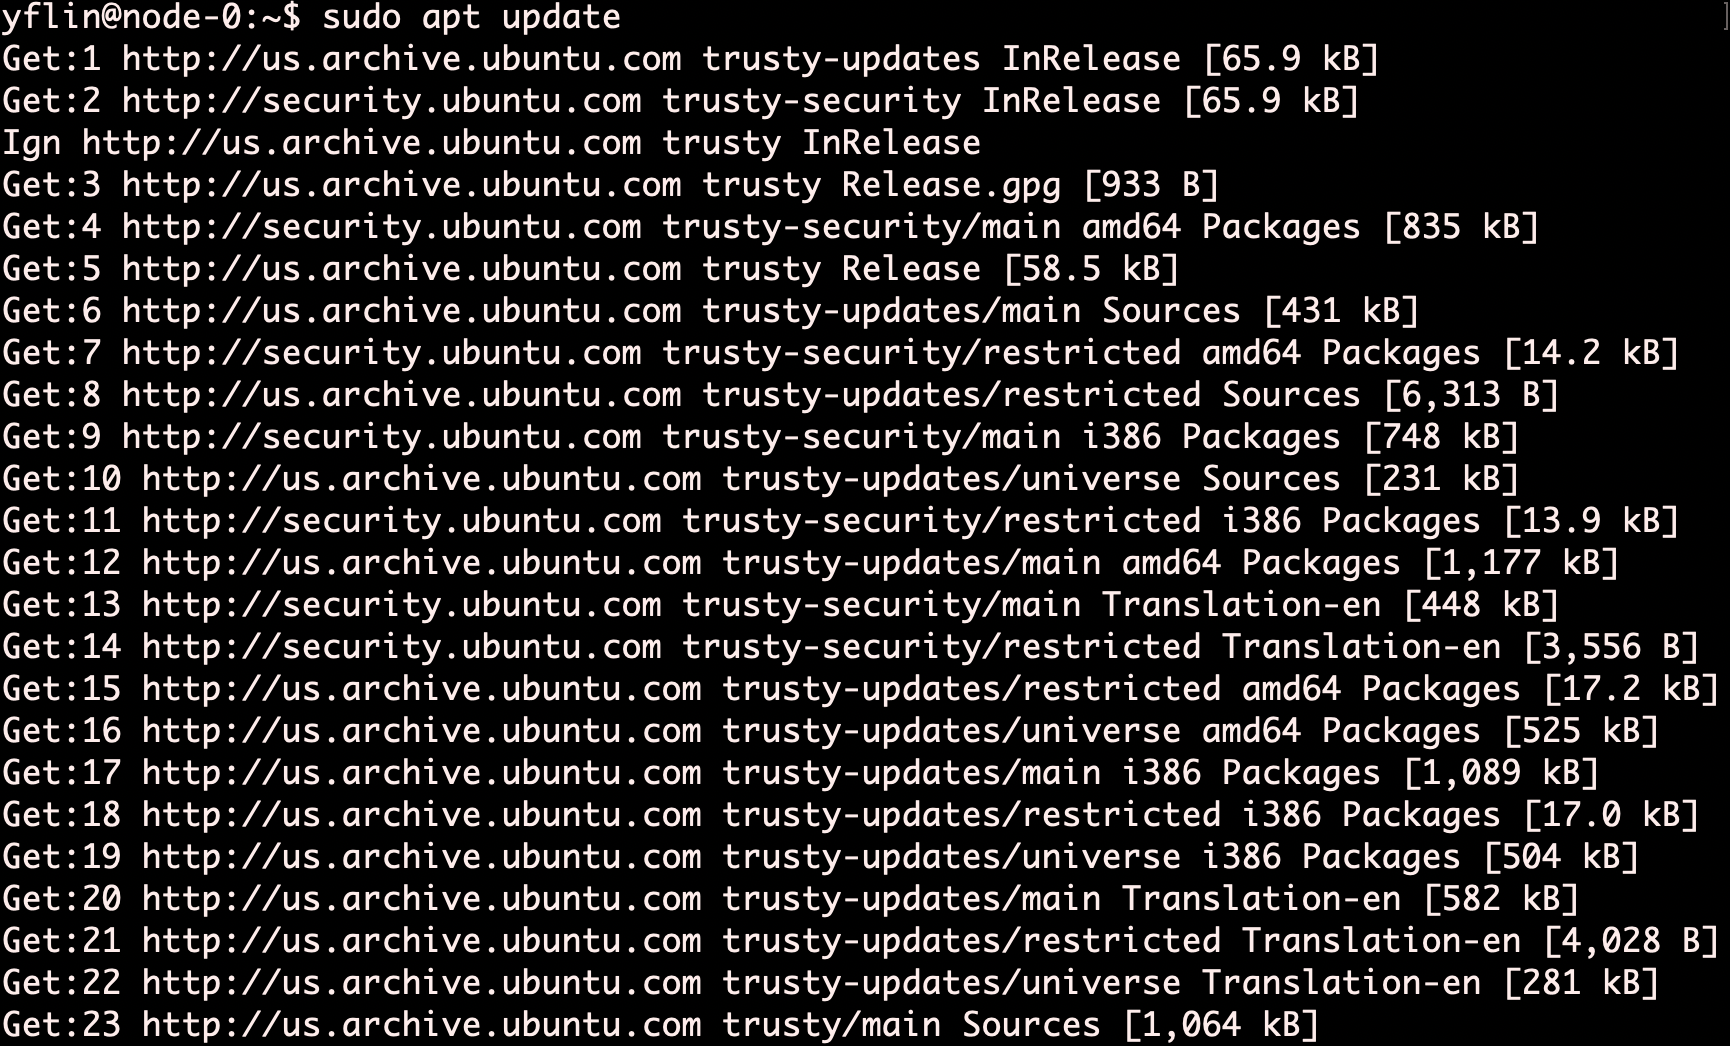 yflin@node-0:~$ sudo apt update
Get:1 http://us.archive.ubuntu.com trusty-updates InRelease [65.9 kB]
Get:2 http://security.ubuntu.com trusty-security InRelease [65.9 kB]
Ign http://us.archive.ubuntu.com trusty InRelease
Get:3 http://us.archive.ubuntu.com trusty Release.gpg [933 B]
Get:4 http://security.ubuntu.com trusty-security/main amd64 Packages [835 kB]
Get:5 http://us.archive.ubuntu.com trusty Release [58.5 kB]
Get:6 http://us.archive.ubuntu.com trusty-updates/main Sources [431 kB]
Get:7 http://security.ubuntu.com trusty-security/restricted amd64 Packages [14.2 kB]
Get:8 http://us.archive.ubuntu.com trusty-updates/restricted Sources [6,313 B]
Get:9 http://security.ubuntu.com trusty-security/main i386 Packages [748 kB]
Get:10 http://us.archive.ubuntu.com trusty-updates/universe Sources [231 kB]
Get:11 http://security.ubuntu.com trusty-security/restricted i386 Packages [13.9 kB]
Get:12 http://us.archive.ubuntu.com trusty-updates/main amd64 Packages [1,177 kB]
Get:13 http://security.ubuntu.com trusty-security/main Translation-en [448 kB]
Get:14 http://security.ubuntu.com trusty-security/restricted Translation-en [3,556 B]
Get:15 http://us.archive.ubuntu.com trusty-updates/restricted amd64 Packages [17.2 kB]
Get:16 http://us.archive.ubuntu.com trusty-updates/universe amd64 Packages [525 kB]
Get:17 http://us.archive.ubuntu.com trusty-updates/main i386 Packages [1,089 kB]
Get:18 http://us.archive.ubuntu.com trusty-updates/restricted i386 Packages [17.0 kB]
Get:19 http://us.archive.ubuntu.com trusty-updates/universe i386 Packages [504 kB]
Get:20 http://us.archive.ubuntu.com trusty-updates/main Translation-en [582 kB]
Get:21 http://us.archive.ubuntu.com trusty-updates/restricted Translation-en [4,028 B]
Get:22 http://us.archive.ubuntu.com trusty-updates/universe Translation-en [281 kB]
Get:23 http://us.archive.ubuntu.com trusty/main Sources [1,064 kB]